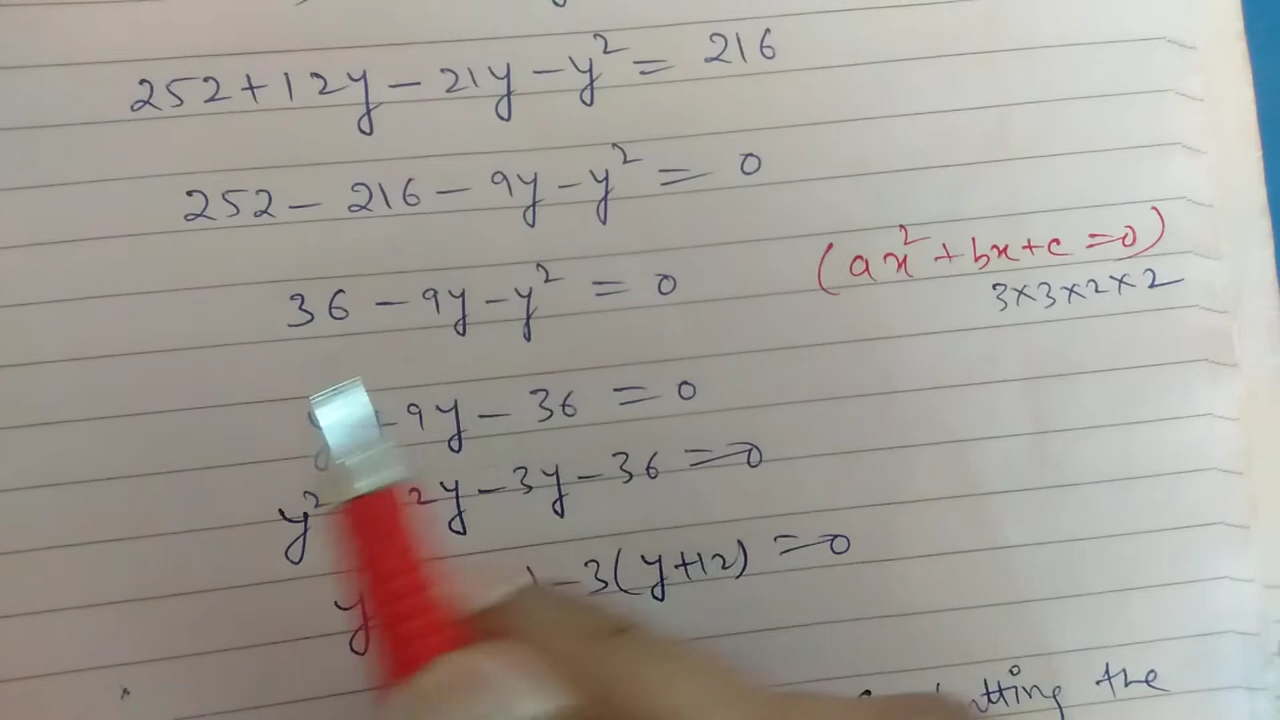 252 + 12y - 21y - y² = 216
252 - 216 - 9y - y² = 0
36 - 9y - y² = 0
(ax² + bx + c = 0)
3×3×2×2
9y - 36 = 0
y² 2y - 3y - 36 = 0
y - 3(y+12) = 0
the